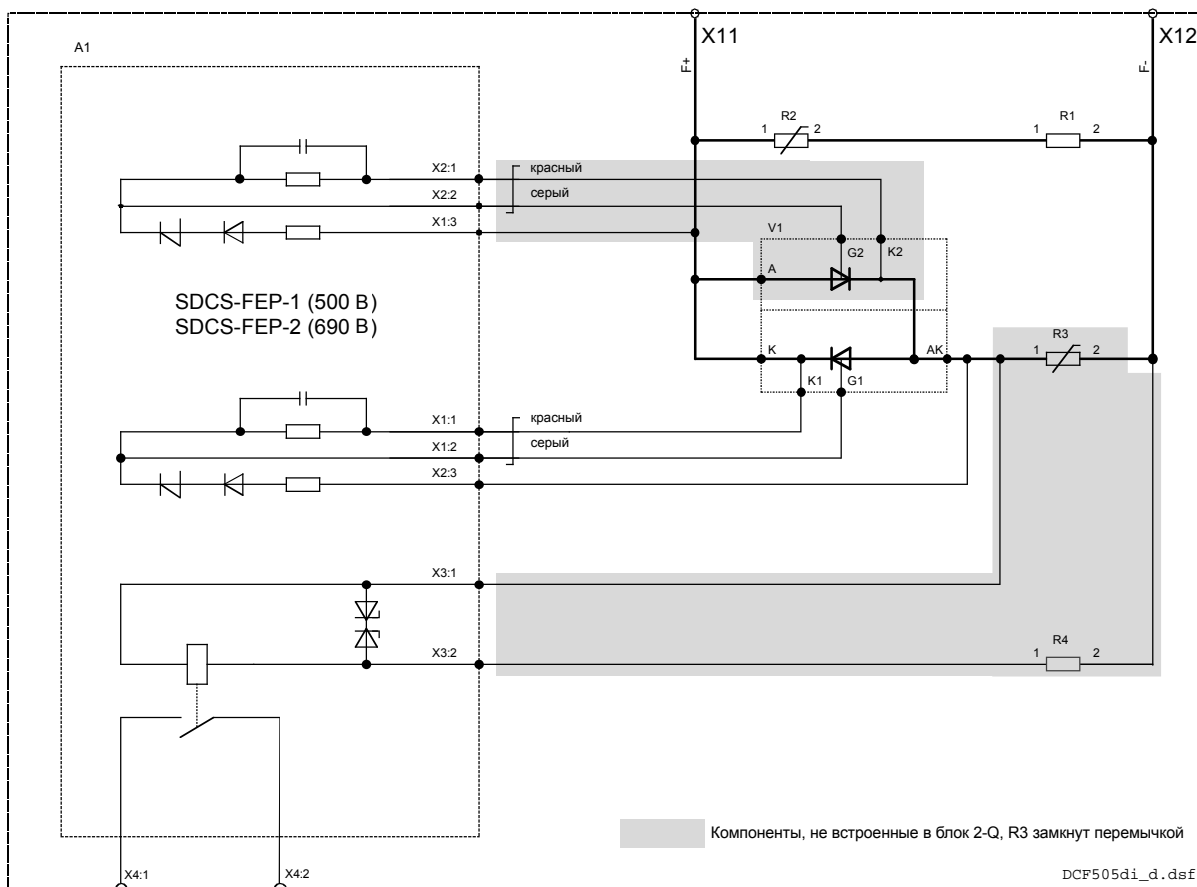 X11
X12
A1
F+
F-
R2
1
2
R1
1
2
X2:1
красный
X2:2
серый
X1:3
V1
G2
K2
A
SDCS-FEP-1 (500 В)
SDCS-FEP-2 (690 В)
R3
1
2
K
AK
K1
G1
X1:1
красный
X1:2
серый
X2:3
X3:1
X3:2
R4
1
2
Компоненты, не встроенные в блок 2-Q, R3 замкнут перемычкой
X4:1
X4:2
DCF505di_d.dsf